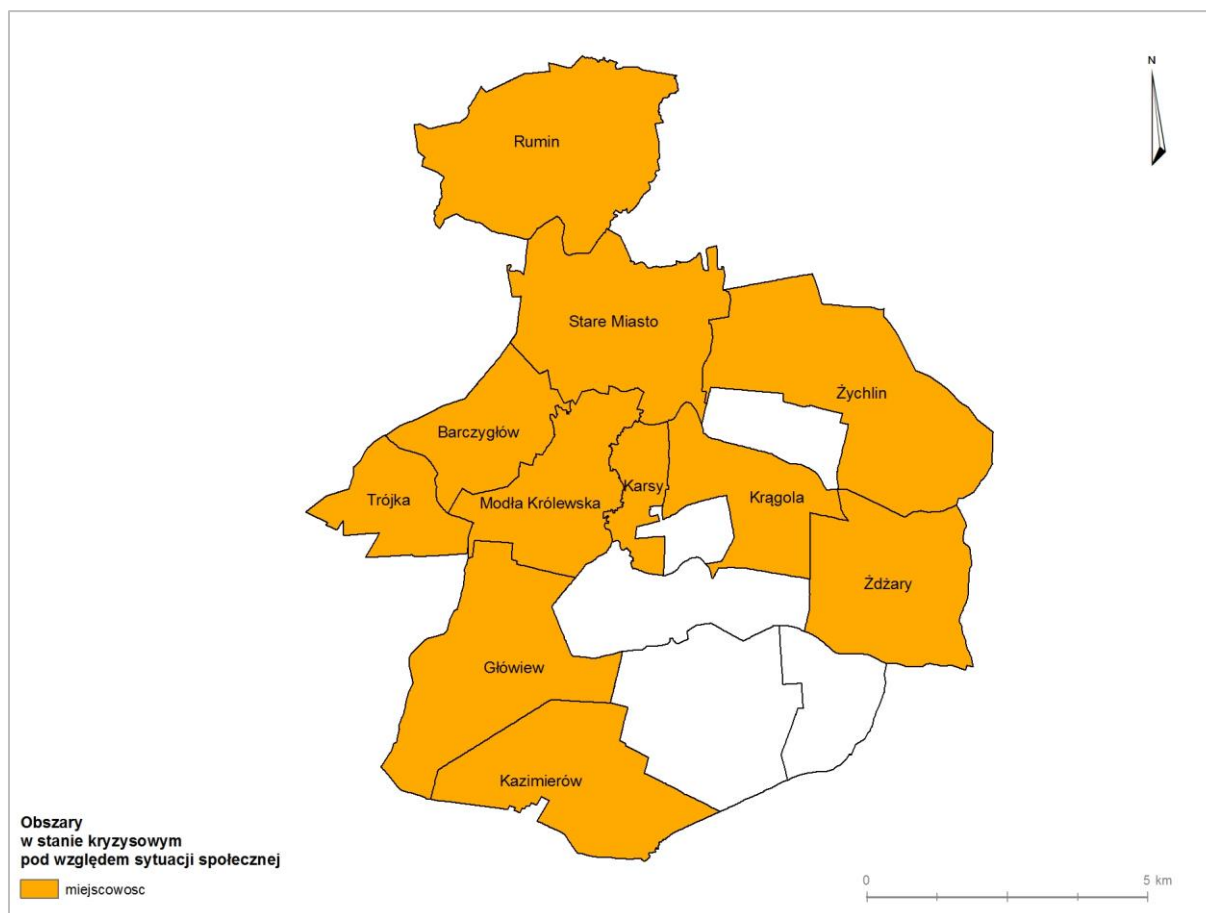 N
Rumin
Stare Miasto
Żychlin
Barczygłów
Trójka
Modła Królewska
Karsy
Krągola
Żdżary
Główiew
Kazimierów
Obszary
w stanie kryzysowym
pod względem sytuacji społecznej
miejscowosc
0 5 km